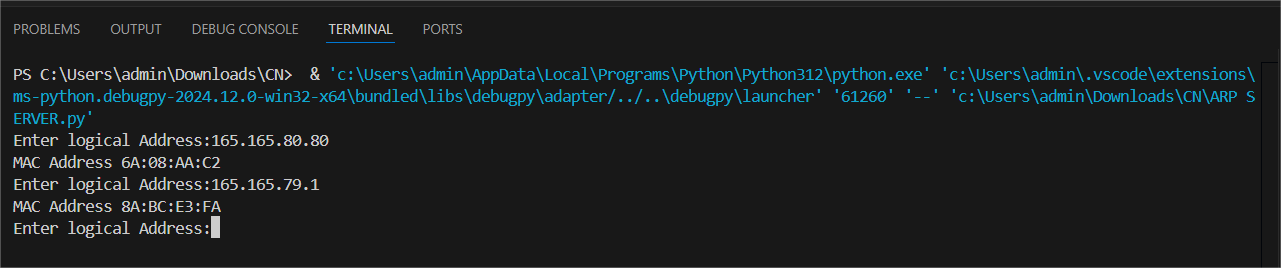 PROBLEMS OUTPUT DEBUG CONSOLE TERMINAL PORTS
PS C:\Users\admin\Downloads\CN>  & 'c:\Users\admin\AppData\Local\Programs\Python\Python312\python.exe' 'c:\Users\admin\.vscode\extensions\
ms-python.debugpy-2024.12.0-win32-x64\bundled\libs\debugpy\adapter/../..\debugpy\launcher' '61260' '--' 'c:\Users\admin\Downloads\CN\ARP S
ERVER.py'
Enter logical Address:165.165.80.80
MAC Address 6A:08:AA:C2
Enter logical Address:165.165.79.1
MAC Address 8A:BC:E3:FA
Enter logical Address: